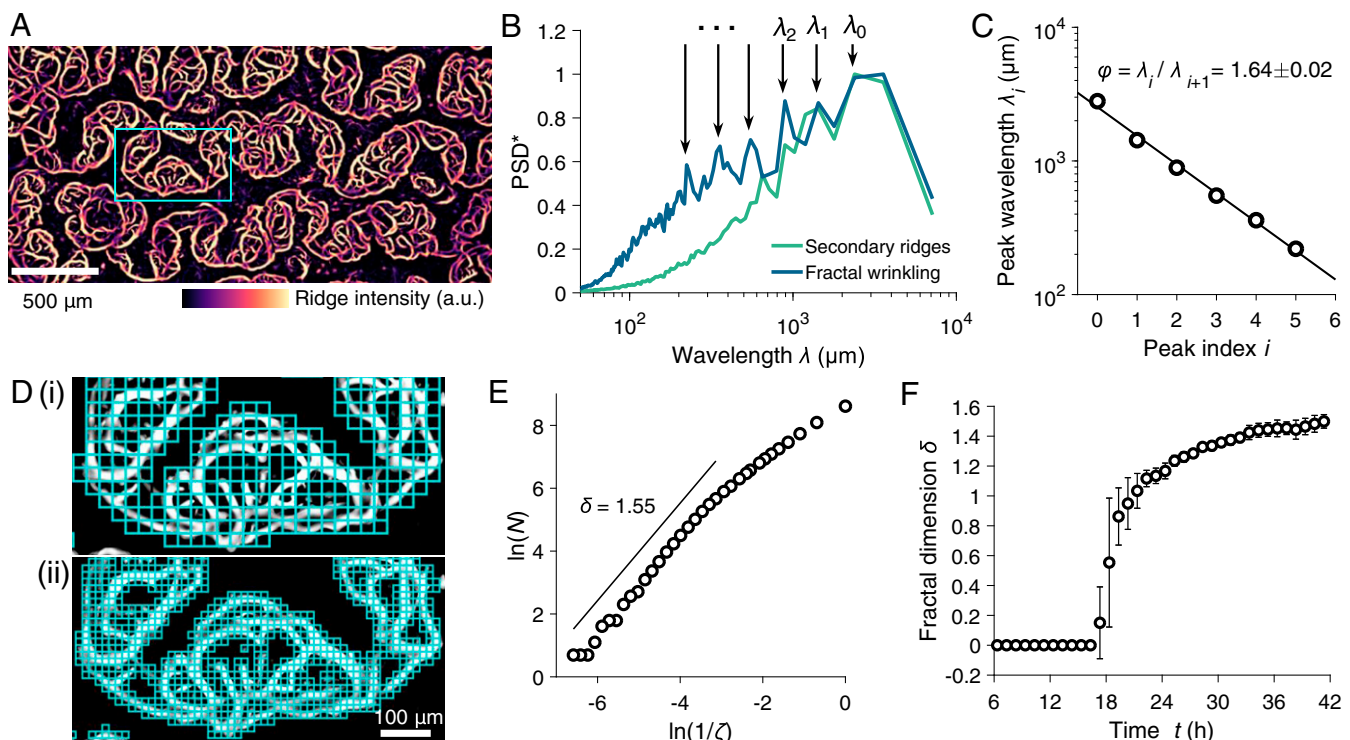 A
500 µm
Ridge intensity (a.u.)
B
PSD*
1.2
1
0.8
0.6
0.4
0.2
0
. . .
λ2
λ1
λ0
Secondary ridges
Fractal wrinkling
10^2
10^3
10^4
Wavelength λ (µm)
C
Peak wavelength λi (µm)
10^4
10^3
10^2
φ = λi / λi+1 = 1.64±0.02
0 1 2 3 4 5 6
Peak index i
D (i)
(ii)
100 µm
E
ln(N)
8
6
4
2
0
δ = 1.55
-6 -4 -2 0
ln(1/ζ)
F
Fractal dimension δ
1.6
1.4
1.2
1
0.8
0.6
0.4
0.2
0
-0.2
6 12 18 24 30 36 42
Time t (h)